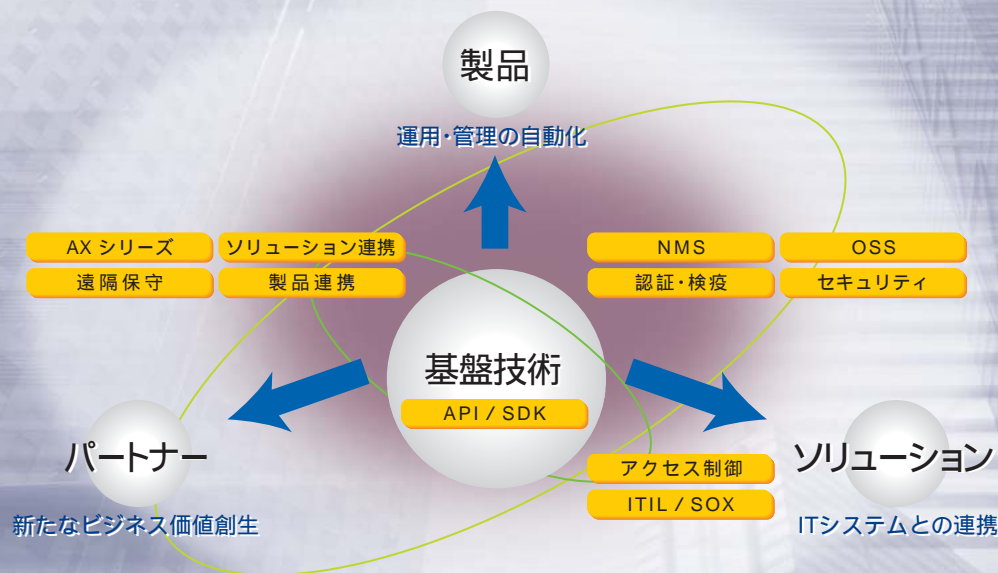 製品
運用・管理の自動化
AX シリーズ
ソリューション連携
遠隔保守
製品連携
NMS
OSS
認証・検疫
セキュリティ
基盤技術
API / SDK
パートナー
新たなビジネス価値創生
アクセス制御
ITIL / SOX
ソリューション
ITシステムとの連携